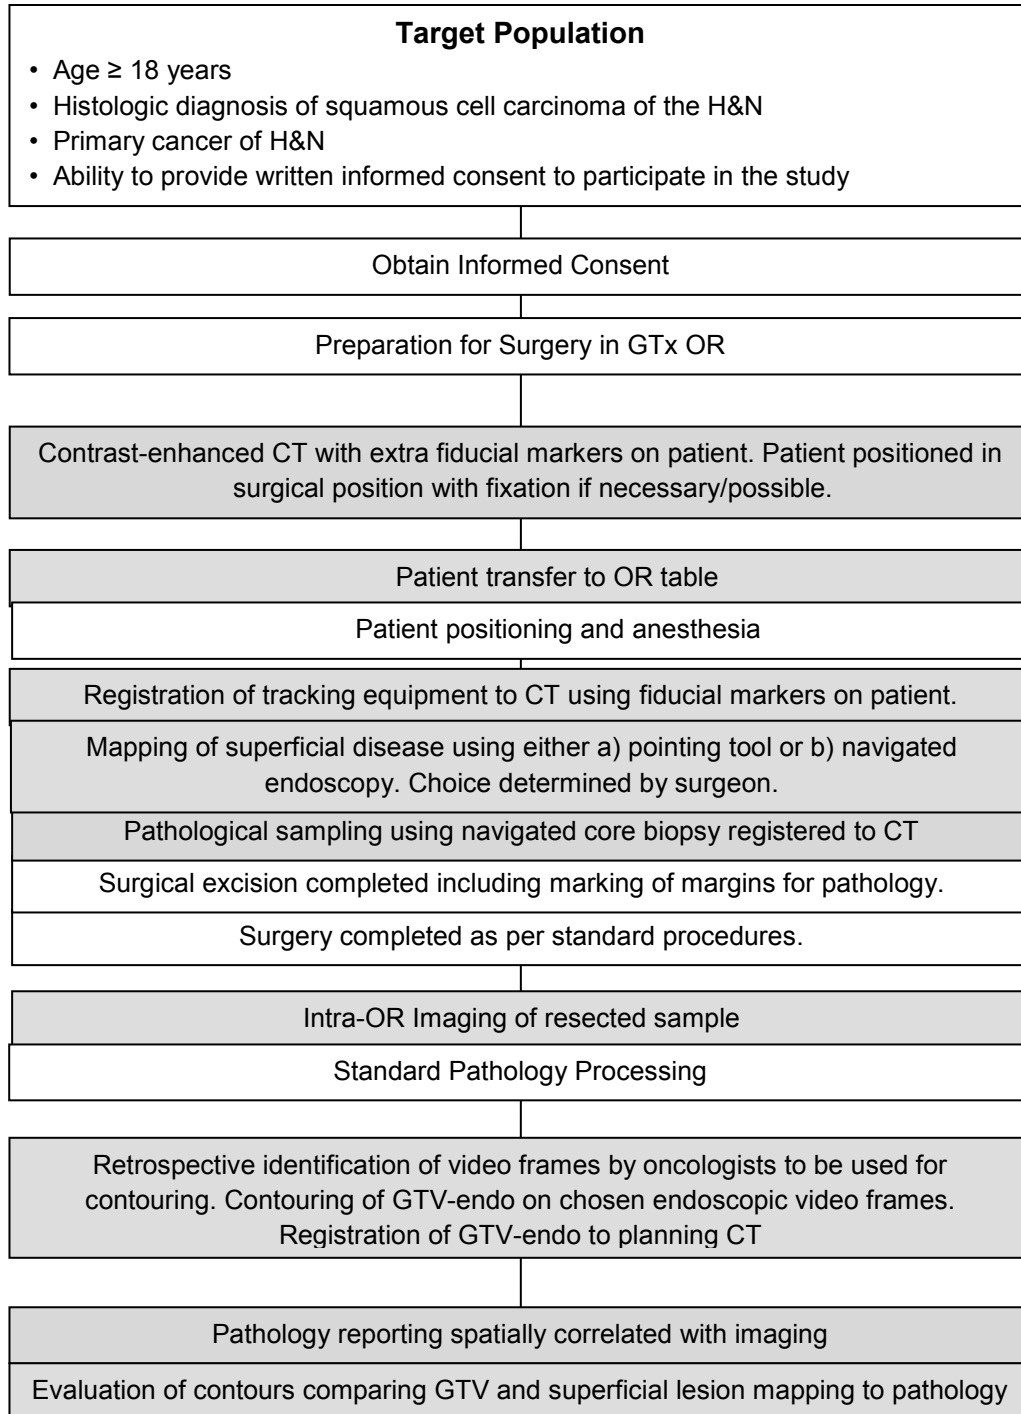 Target Population
• Age ≥ 18 years
• Histologic diagnosis of squamous cell carcinoma of the H&N
• Primary cancer of H&N
• Ability to provide written informed consent to participate in the study
Obtain Informed Consent
Preparation for Surgery in GTx OR
Contrast-enhanced CT with extra fiducial markers on patient. Patient positioned in
surgical position with fixation if necessary/possible.
Patient transfer to OR table
Patient positioning and anesthesia
Registration of tracking equipment to CT using fiducial markers on patient.
Mapping of superficial disease using either a) pointing tool or b) navigated
endoscopy. Choice determined by surgeon.
Pathological sampling using navigated core biopsy registered to CT
Surgical excision completed including marking of margins for pathology.
Surgery completed as per standard procedures.
Intra-OR Imaging of resected sample
Standard Pathology Processing
Retrospective identification of video frames by oncologists to be used for
contouring. Contouring of GTV-endo on chosen endoscopic video frames.
Registration of GTV-endo to planning CT
Pathology reporting spatially correlated with imaging
Evaluation of contours comparing GTV and superficial lesion mapping to pathology